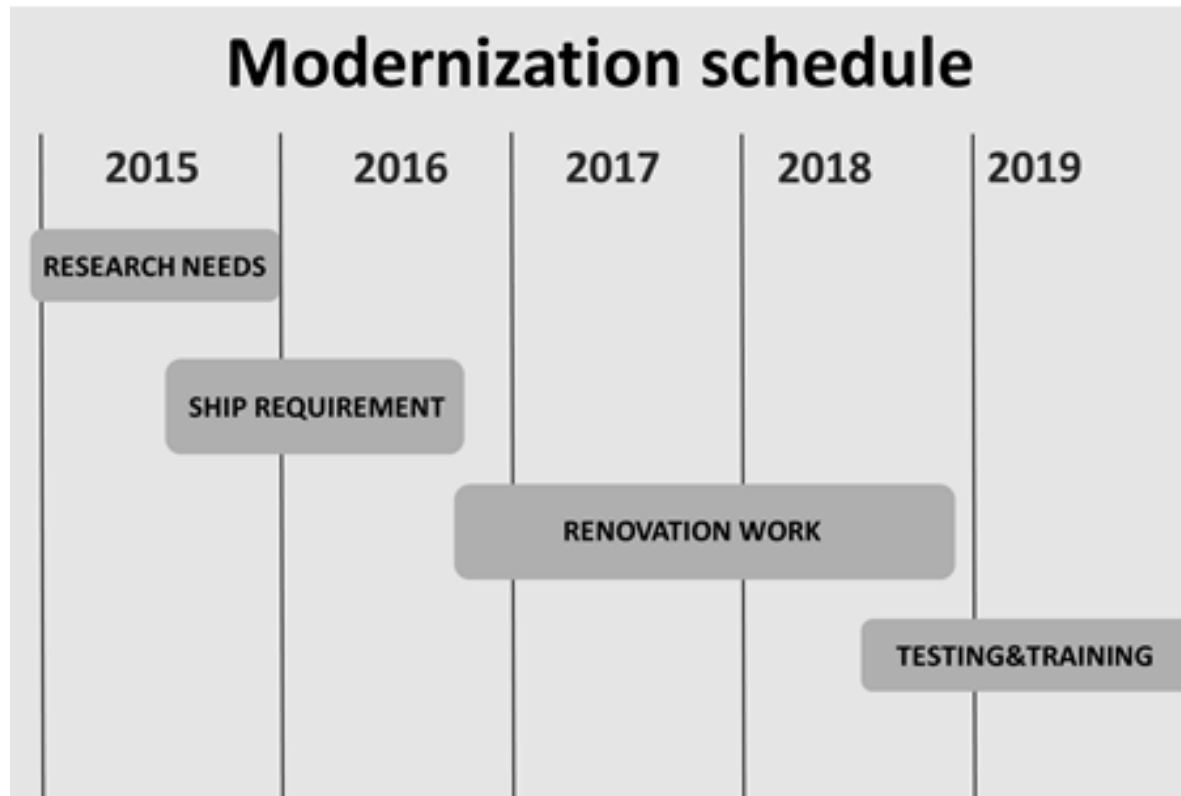 Modernization schedule
2015 2016 2017 2018 2019
RESEARCH NEEDS
SHIP REQUIREMENT
RENOVATION WORK
TESTING&TRAINING